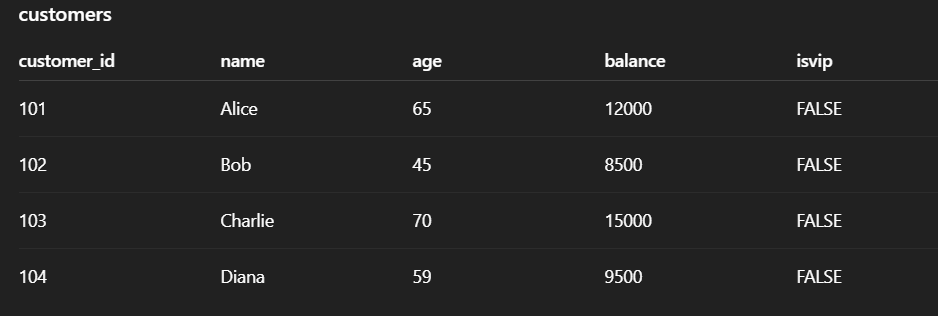 customers
customer_id name age balance isvip
101 Alice 65 12000 FALSE
102 Bob 45 8500 FALSE
103 Charlie 70 15000 FALSE
104 Diana 59 9500 FALSE